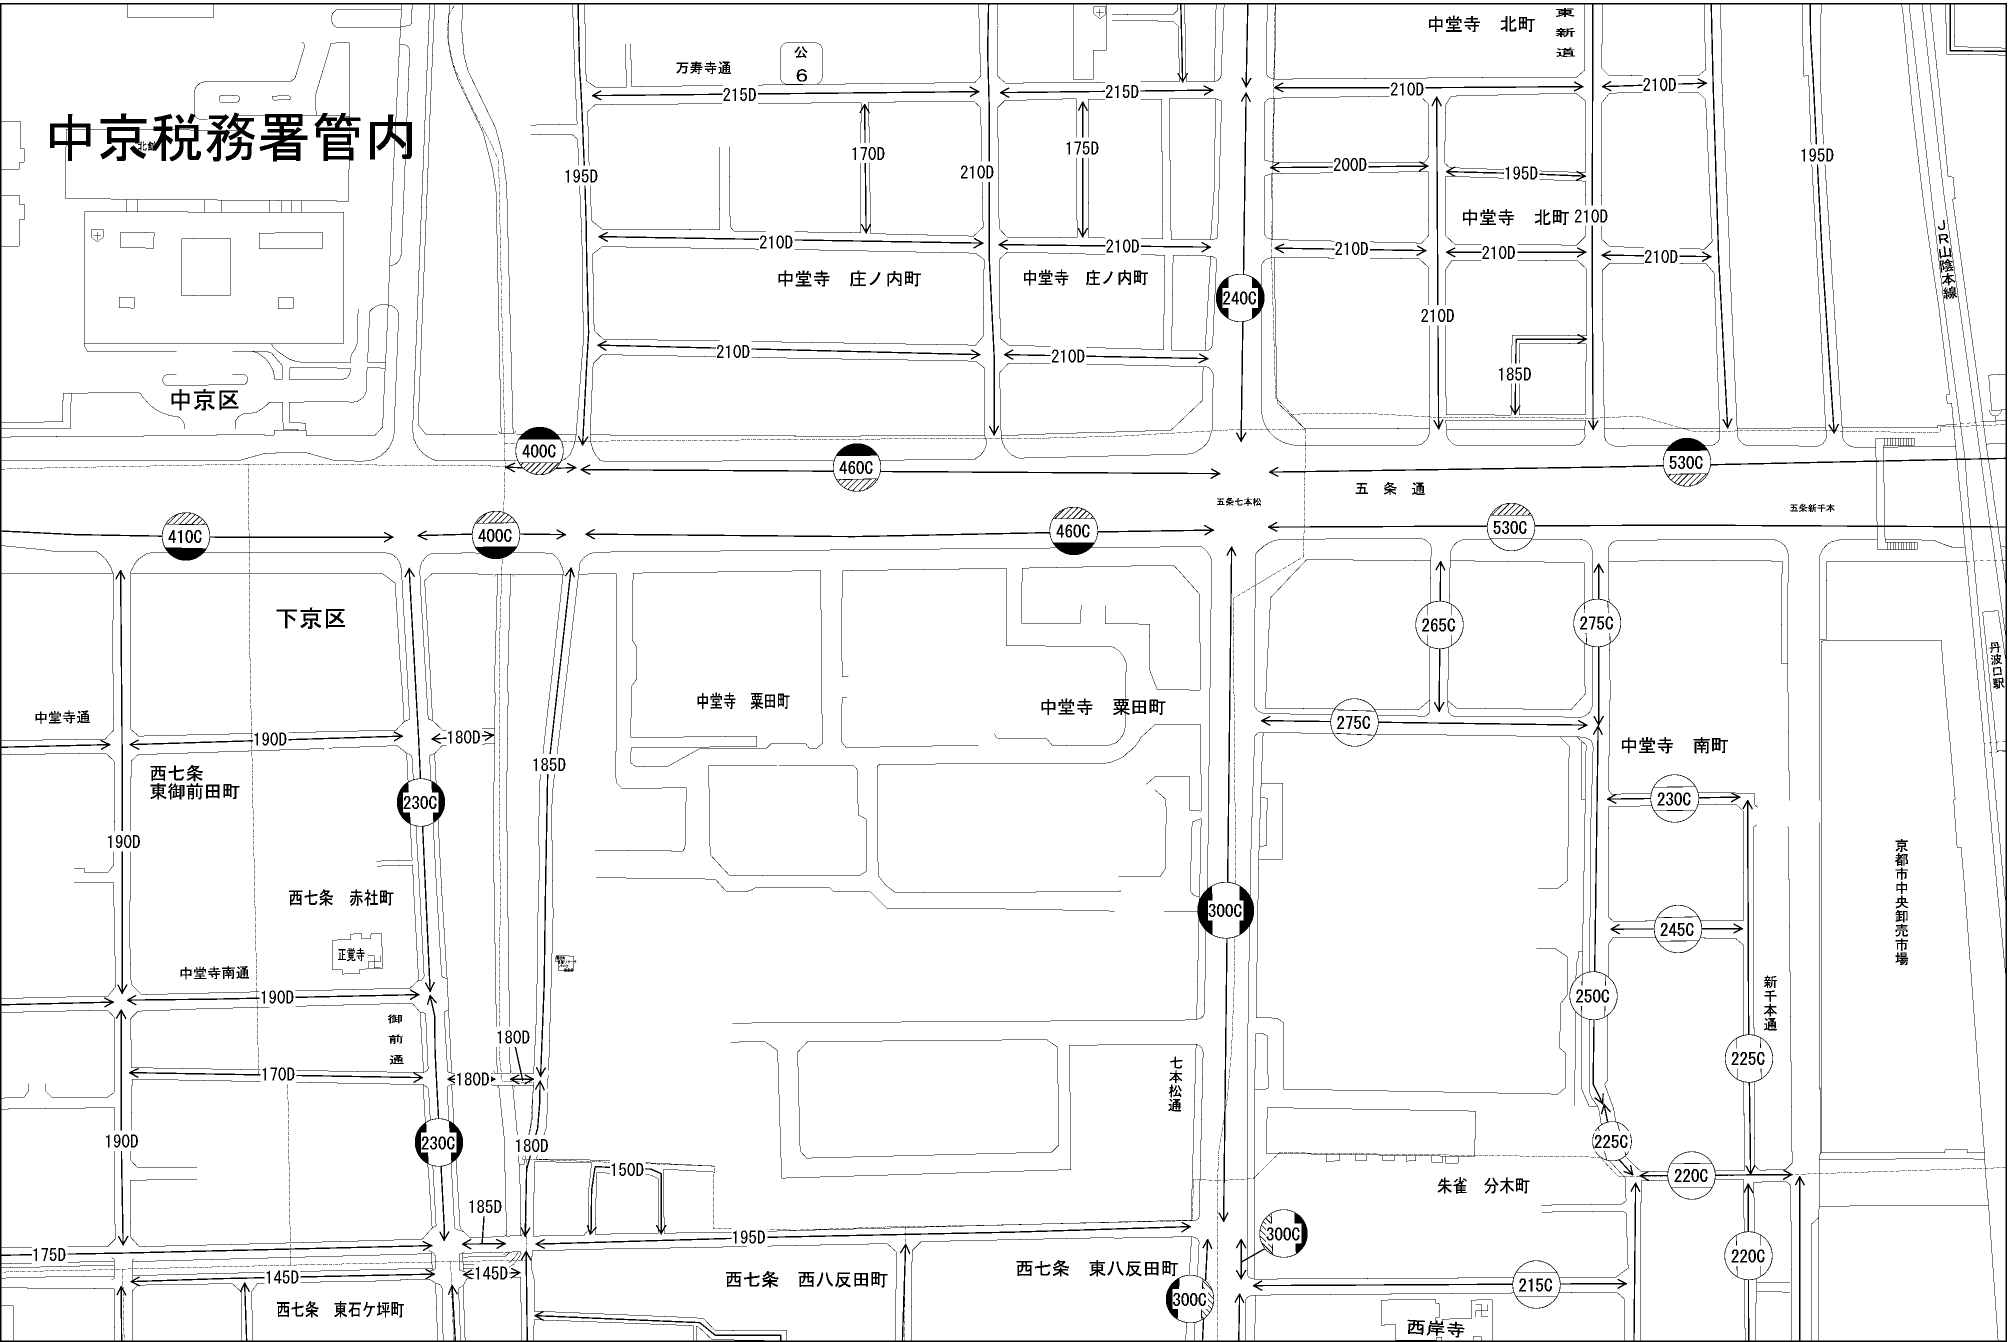 中堂寺　北町
東新道
公
6
万寿寺通
215D
215D
210D
210D
中京税務署管内
北館
195D
170D
210D
175D
200D
195D
195D
中堂寺　北町
210D
210D
210D
210D
210D
210D
210D
JR山陰本線
中堂寺　庄ノ内町
中堂寺　庄ノ内町
240C
210D
210D
210D
185D
中京区
400C
460C
530C
五条通
五条七本松
五条新千本
410C
400C
460C
530C
下京区
265C
275C
丹波口駅
中堂寺　粟田町
中堂寺　粟田町
中堂寺通
190D
180D
275C
185D
中堂寺　南町
西七条
東御前田町
230C
230C
190D
京都市中央卸売市場
西七条　赤社町
300C
245C
正覚寺
中堂寺南通
190D
250C
新千本通
御前通
180D
170D
180D
七本松通
225C
190D
230C
180D
225C
150D
220C
朱雀　分木町
185D
195D
300C
175D
220C
145D
145D
西七条　西八反田町
西七条　東八反田町
215C
300C
西七条　東石ケ坪町
西岸寺